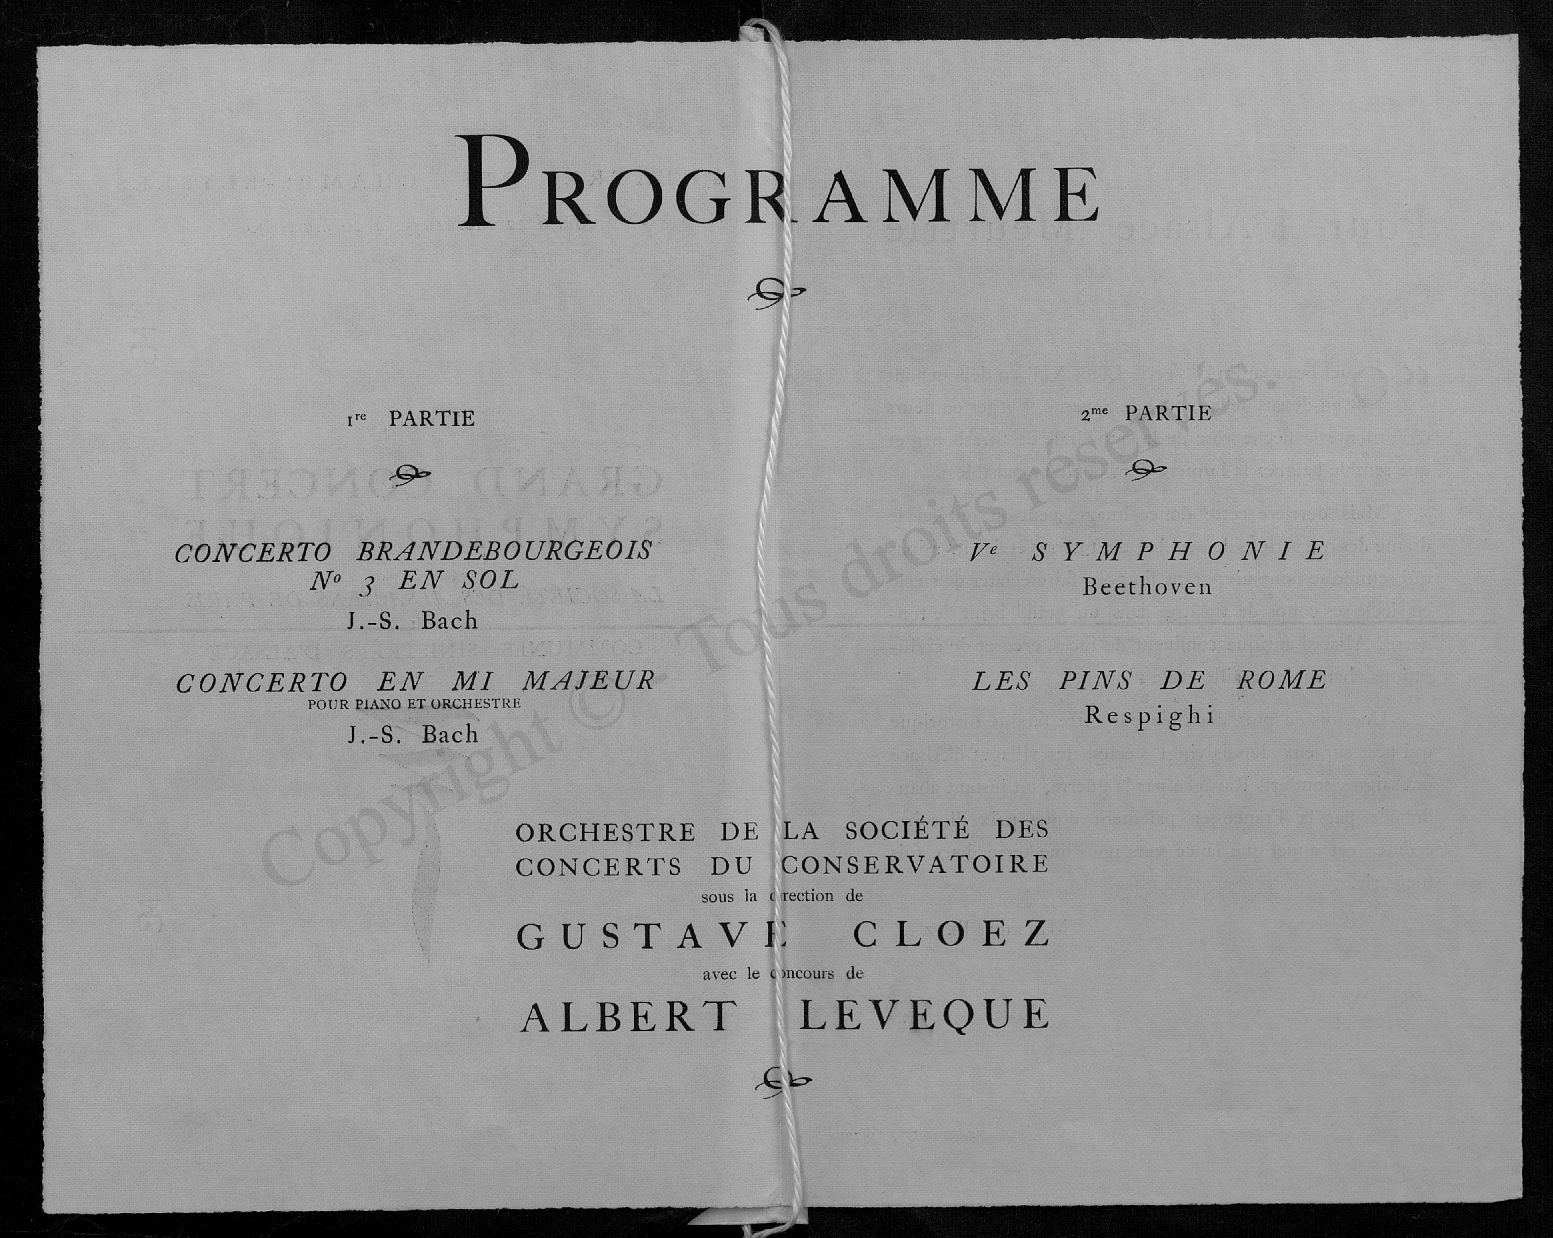 PROGRAMME
1re PARTIE
CONCERTO BRANDEBOURGEOIS
No 3 EN SOL
J.-S. Bach
CONCERTO EN MI MAJEUR
POUR PIANO ET ORCHESTRE
J.-S. Bach
2me PARTIE
Ve SYMPHONIE
Beethoven
LES PINS DE ROME
Respighi
ORCHESTRE DE LA SOCIÉTÉ DES
CONCERTS DU CONSERVATOIRE
sous la direction de
GUSTAVE CLOEZ
avec le concours de
ALBERT LEVEQUE
Copyright © - Tous droits réservés.